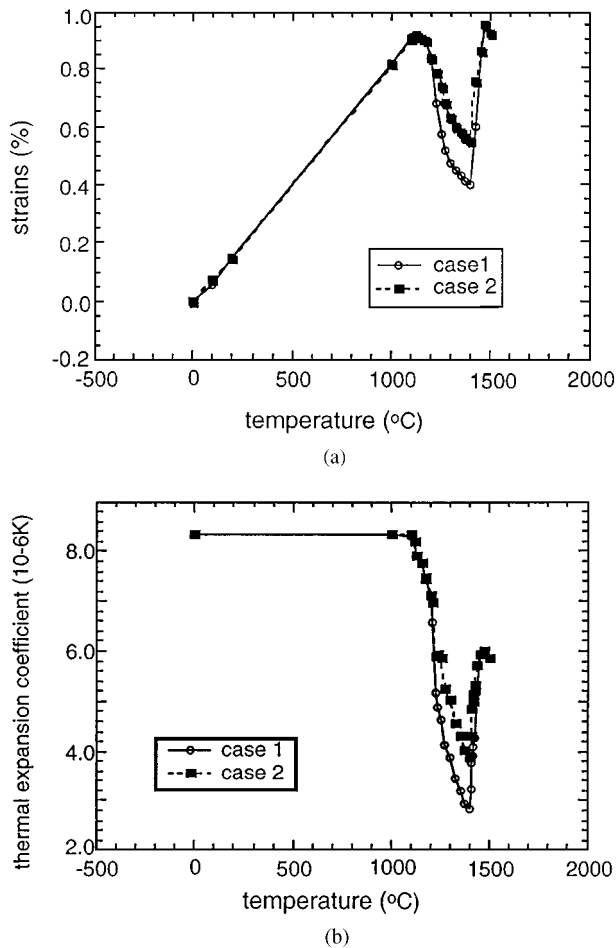 1.0
0.8
0.6
0.4
0.2
0.0
-0.2
strains (%)
case1
case 2
-500 0 500 1000 1500 2000
temperature (oC)
(a)
8.0
6.0
4.0
2.0
thermal expansion coefficient (10-6K)
case 1
case 2
-500 0 500 1000 1500 2000
temperature (oC)
(b)